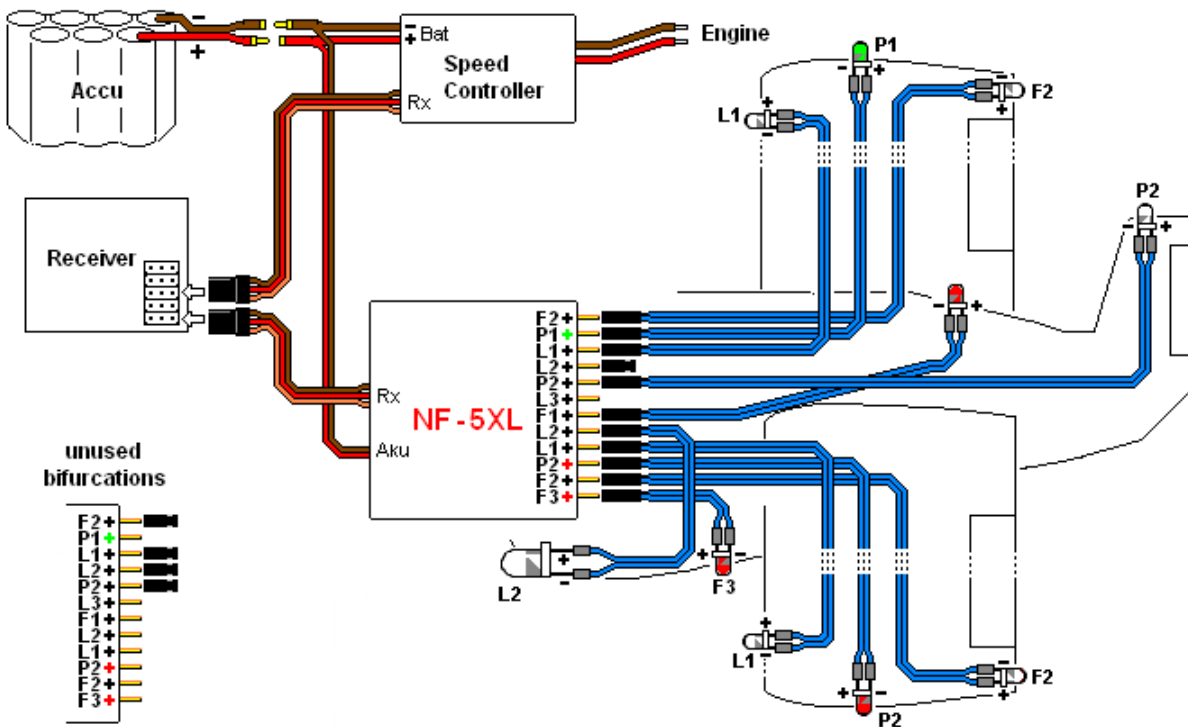 -
+
Accu
- Bat
+
Speed
Controller
Rx
Engine
- P1 +
F2
- +
L1
+
-
P2
- +
Receiver
- +
F2 +
P1 +
L1 +
L2 +
P2 +
L3 +
F1 +
L2 +
L1 +
P2 +
F2 +
F3 +
Rx
NF-5XL
Aku
unused
bifurcations
F2 +
P1 +
L1 +
L2 +
P2 +
L3 +
F1 +
L2 +
L1 +
P2 +
F2 +
F3 +
+
-
L2
+ -
F3
+
-
L1
-
+
F2
+ -
P2